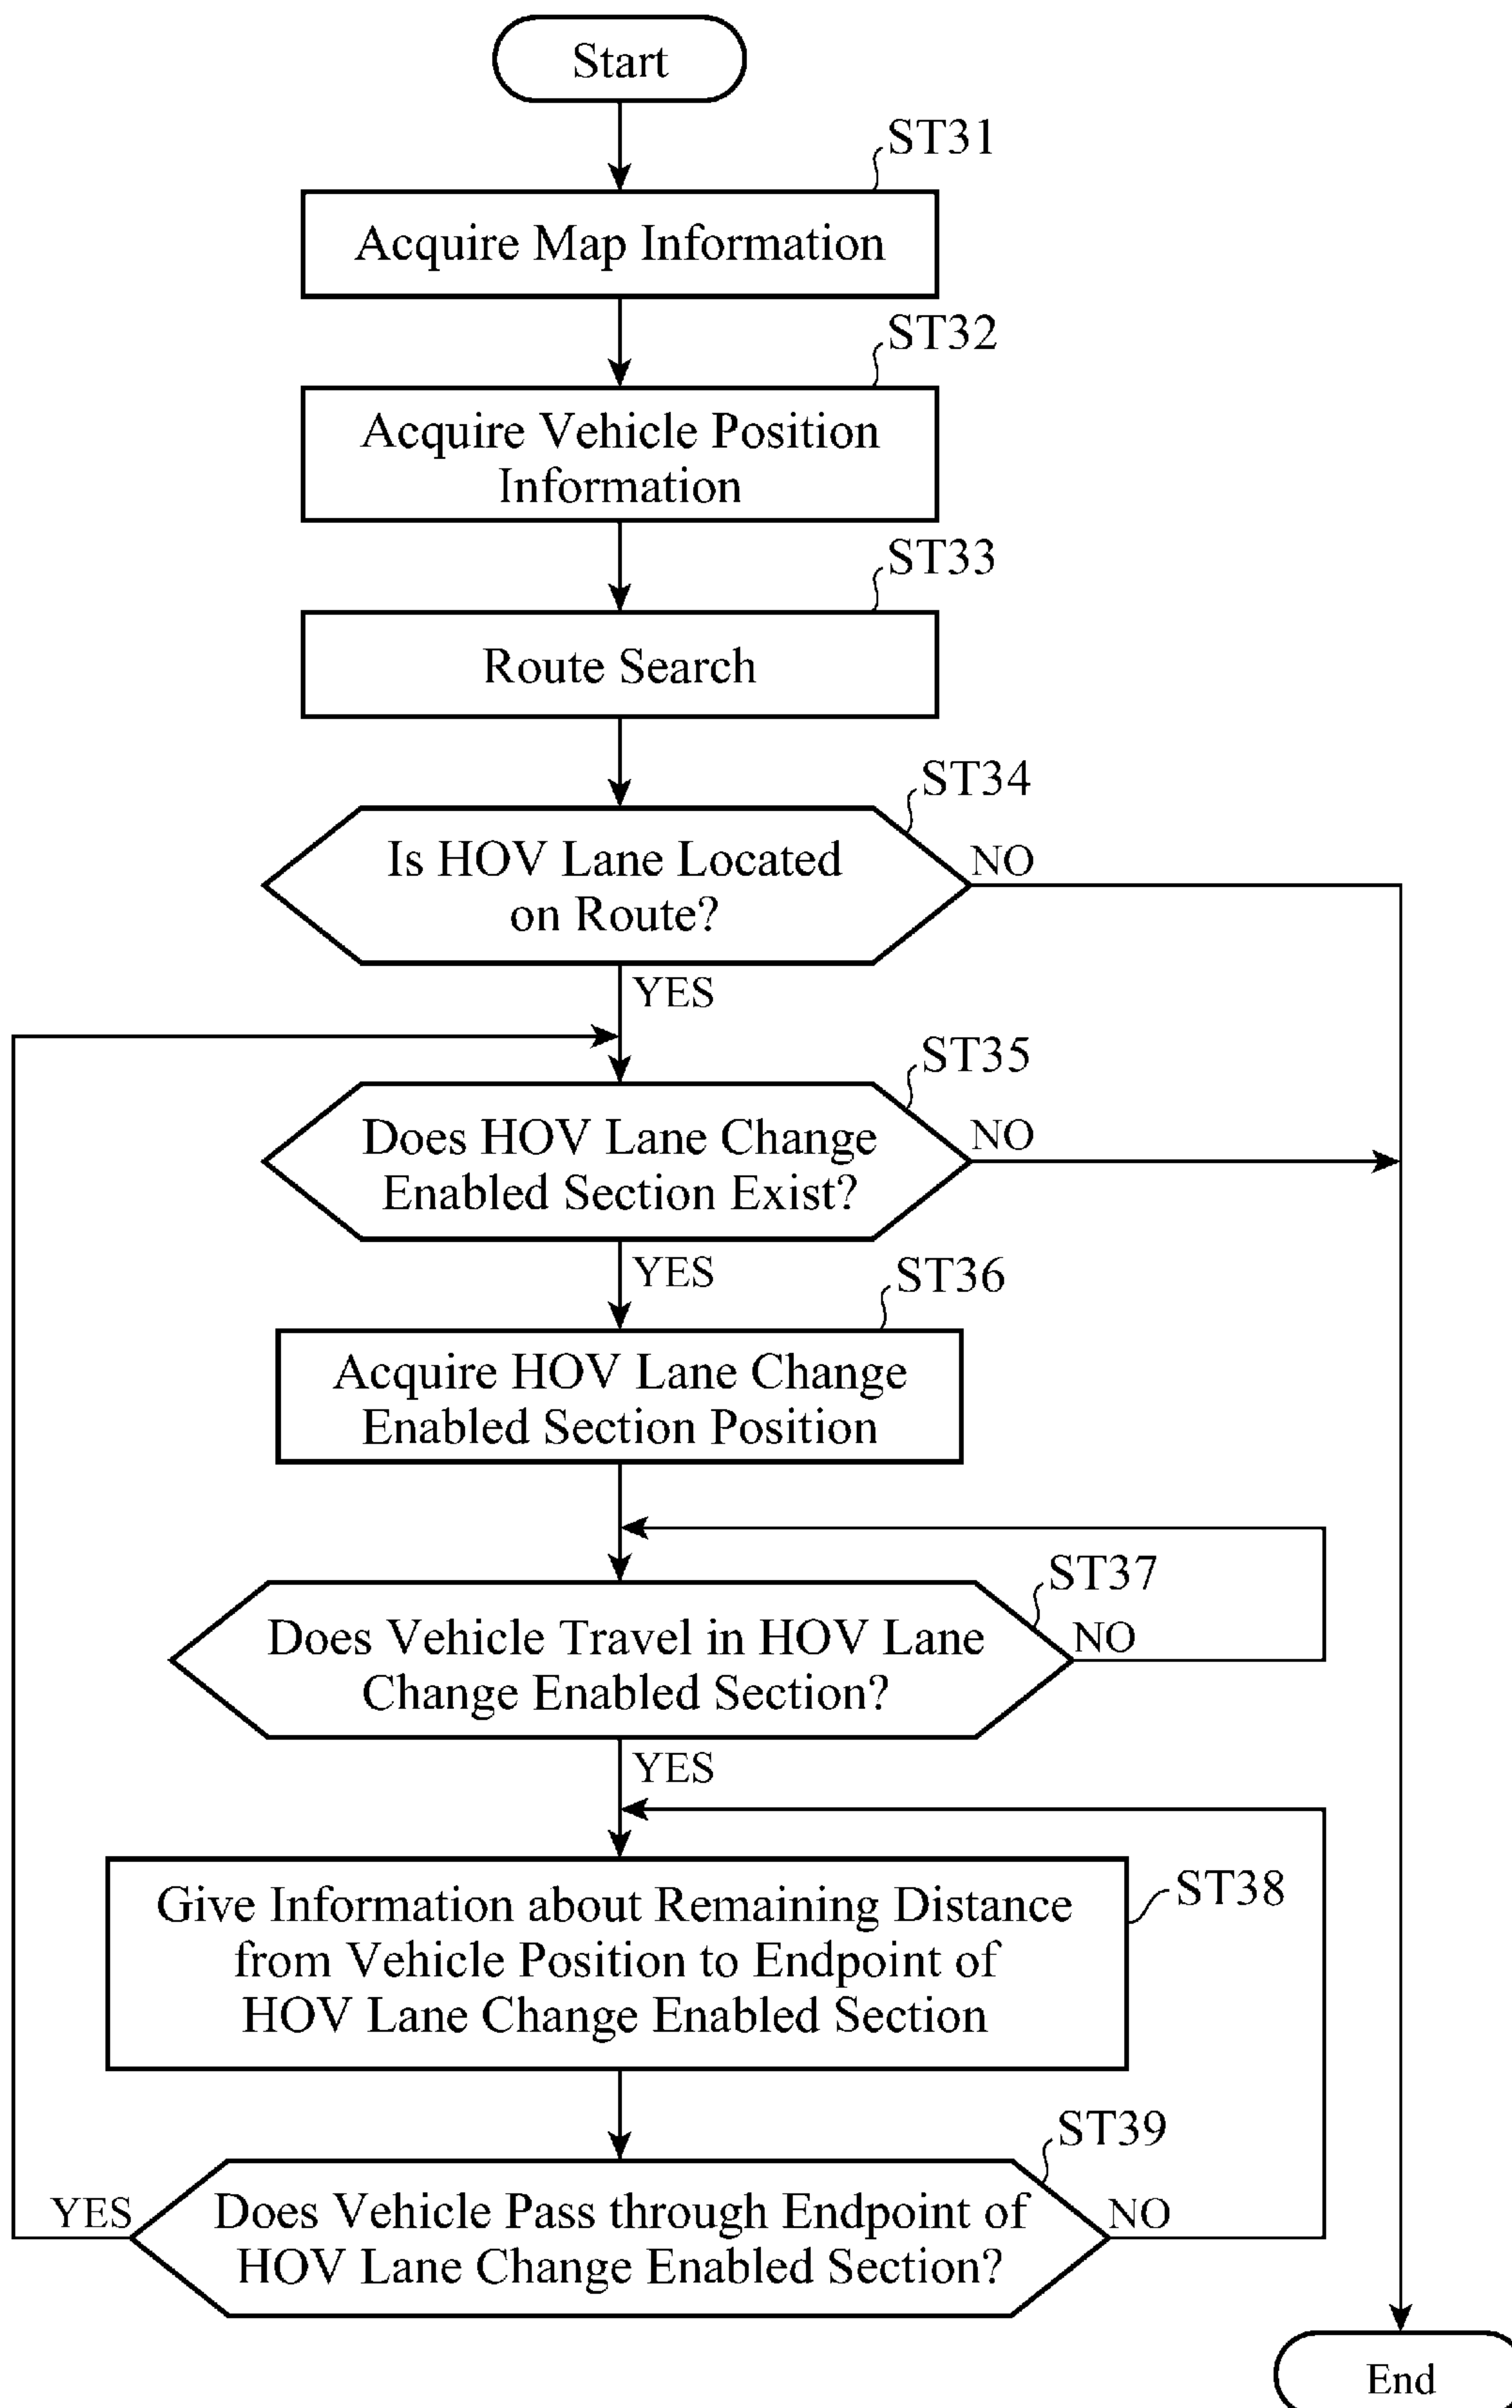 Start
ST31
Acquire Map Information
ST32
Acquire Vehicle Position
Information
ST33
Route Search
ST34
Is HOV Lane Located
on Route?
NO
YES
ST35
Does HOV Lane Change
Enabled Section Exist?
NO
YES
ST36
Acquire HOV Lane Change
Enabled Section Position
ST37
Does Vehicle Travel in HOV Lane
Change Enabled Section?
NO
YES
ST38
Give Information about Remaining Distance
from Vehicle Position to Endpoint of
HOV Lane Change Enabled Section
ST39
YES
Does Vehicle Pass through Endpoint of
HOV Lane Change Enabled Section?
NO
End